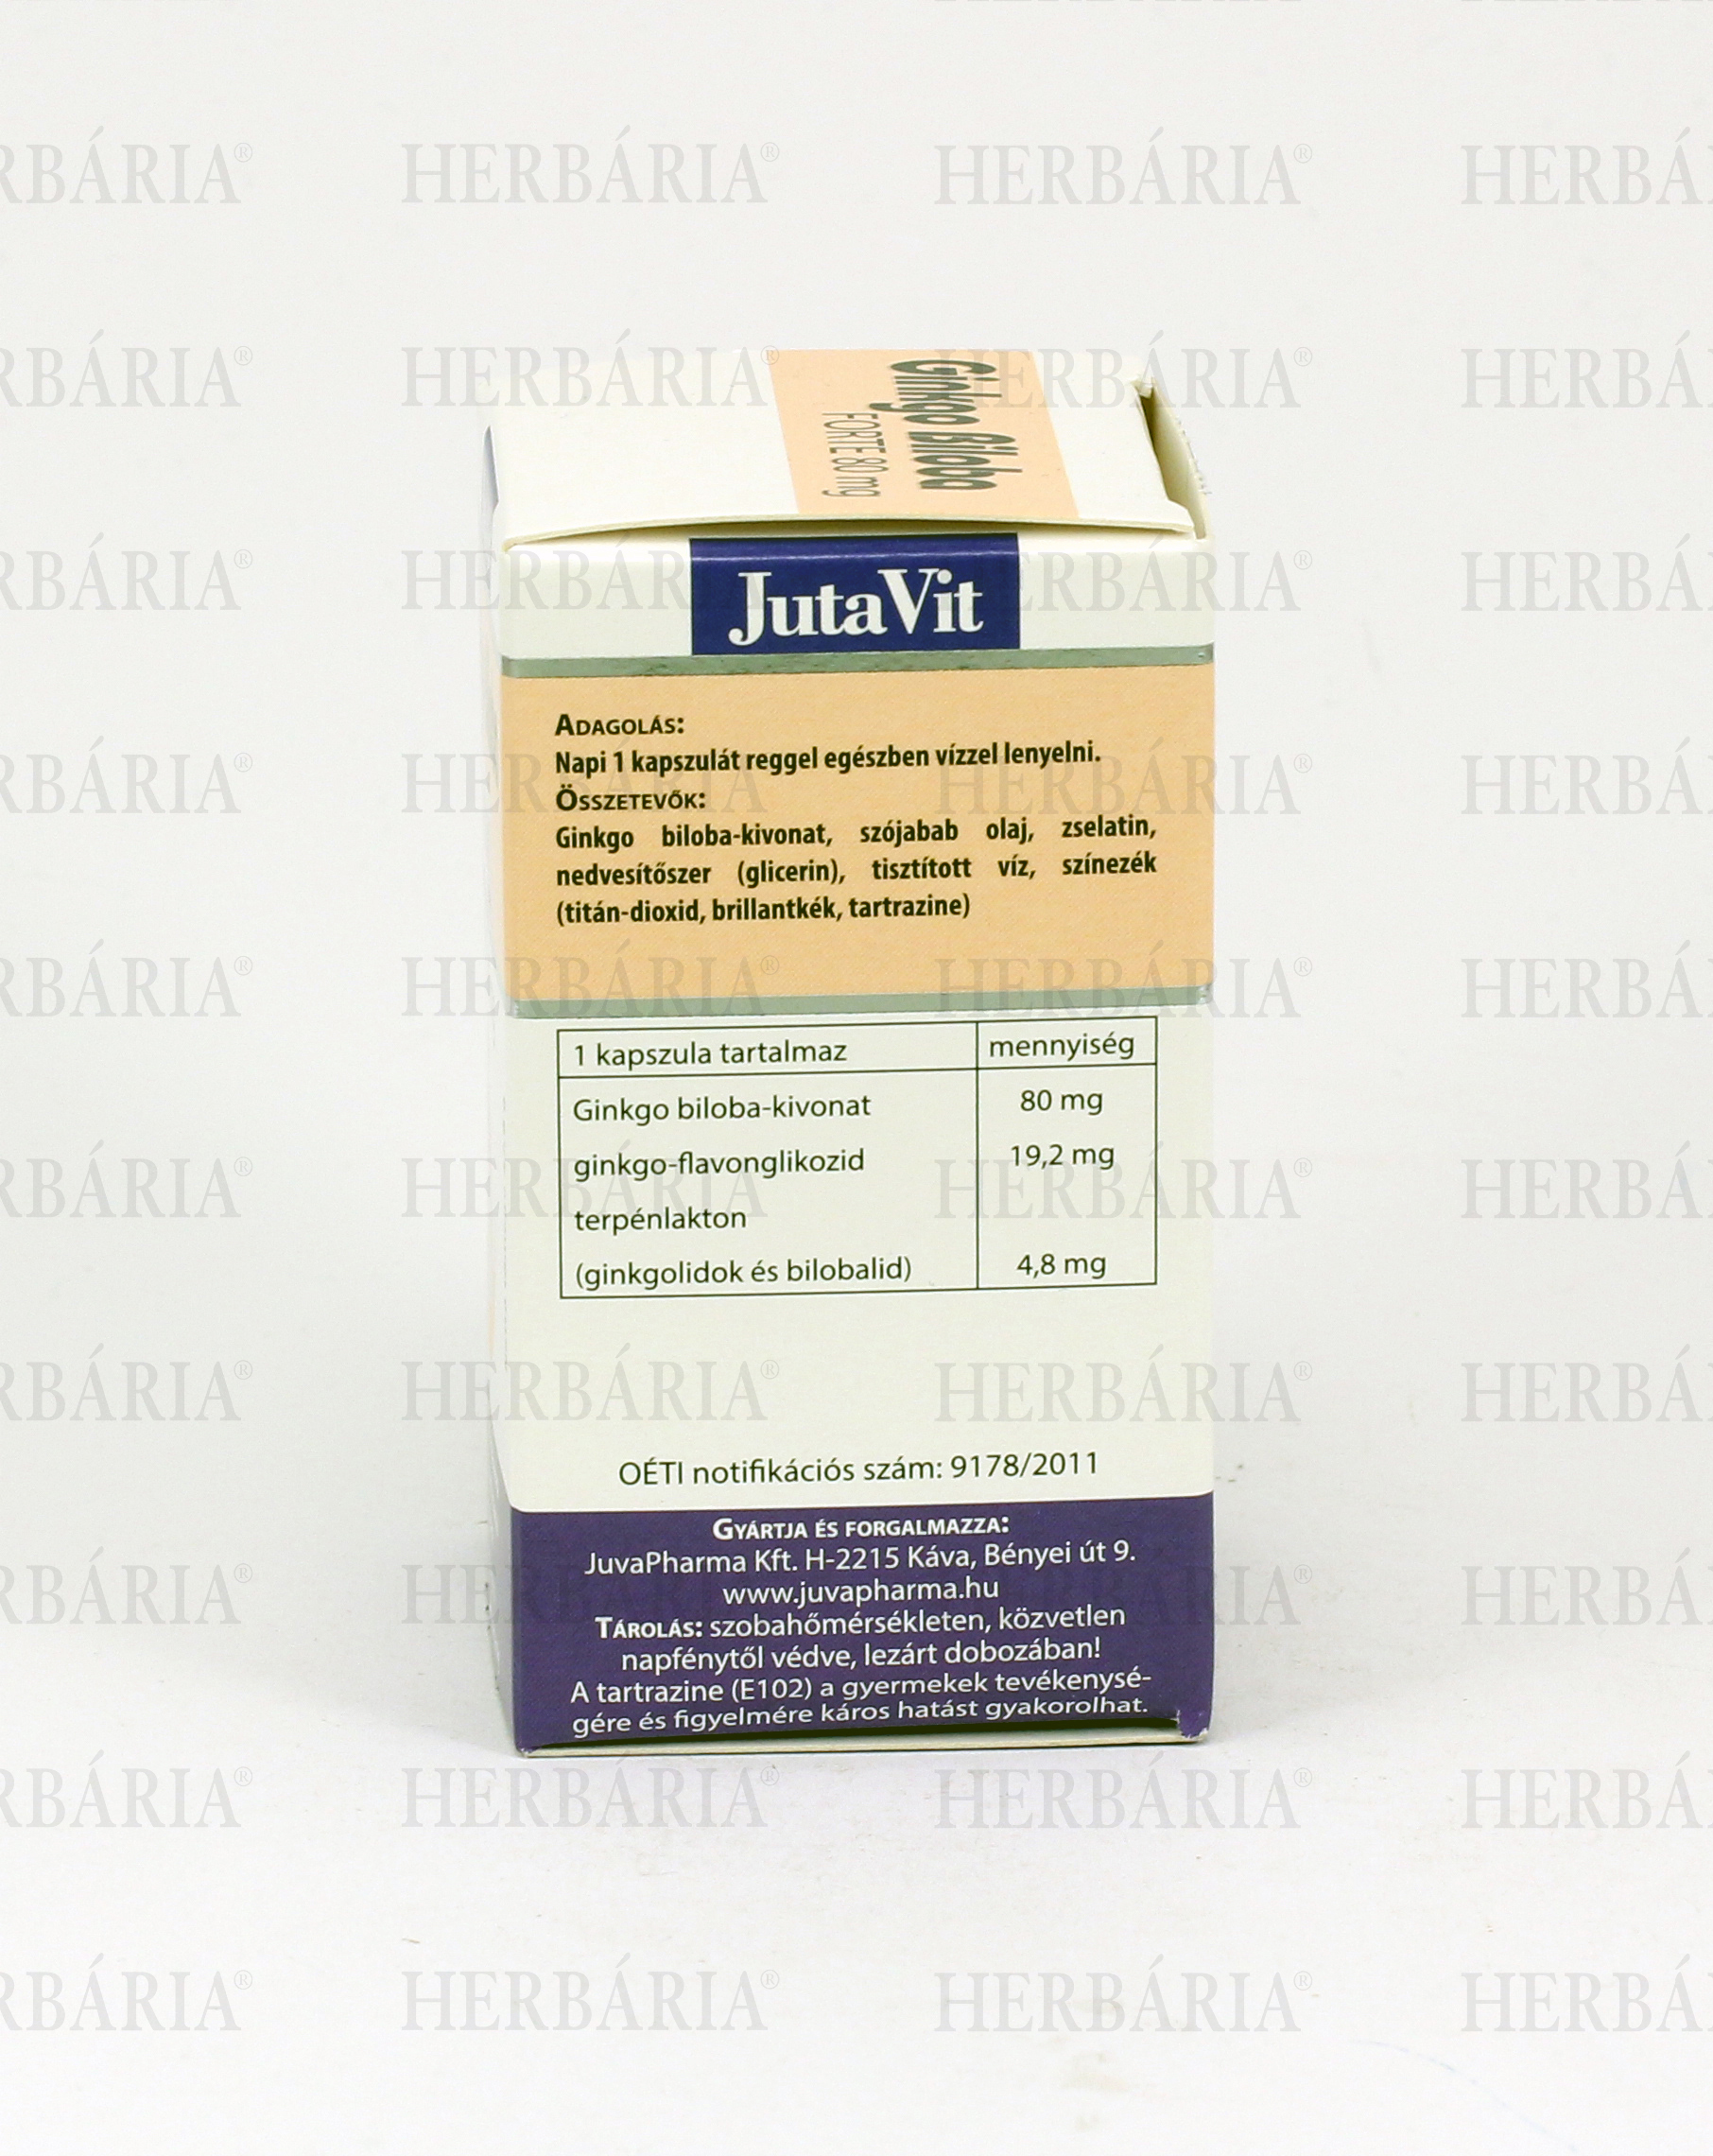 Ginkgo Biloba
FORTE 80 mg
JutaVit
ADAGOLÁS:
Napi 1 kapszulát reggel egészben vízzel lenyelni.
ÖSSZETEVŐK:
Ginkgo biloba-kivonat, szójabab olaj, zselatin,
nedvesítőszer (glicerin), tisztított víz, színezék
(titán-dioxid, brillantkék, tartrazine)
1 kapszula tartalmaz mennyiség
Ginkgo biloba-kivonat 80 mg
ginkgo-flavonglikozid 19,2 mg
terpénlakton
(ginkgolidok és bilobalid) 4,8 mg
OÉTI notifikációs szám: 9178/2011
GYÁRTJA ÉS FORGALMAZZA:
JuvaPharma Kft. H-2215 Káva, Bényei út 9.
www.juvapharma.hu
TÁROLÁS: szobahőmérsékleten, közvetlen
napfénytől védve, lezárt dobozában!
A tartrazine (E102) a gyermekek tevékenysé-
gére és figyelmére káros hatást gyakorolhat.
HERBÁRIA®